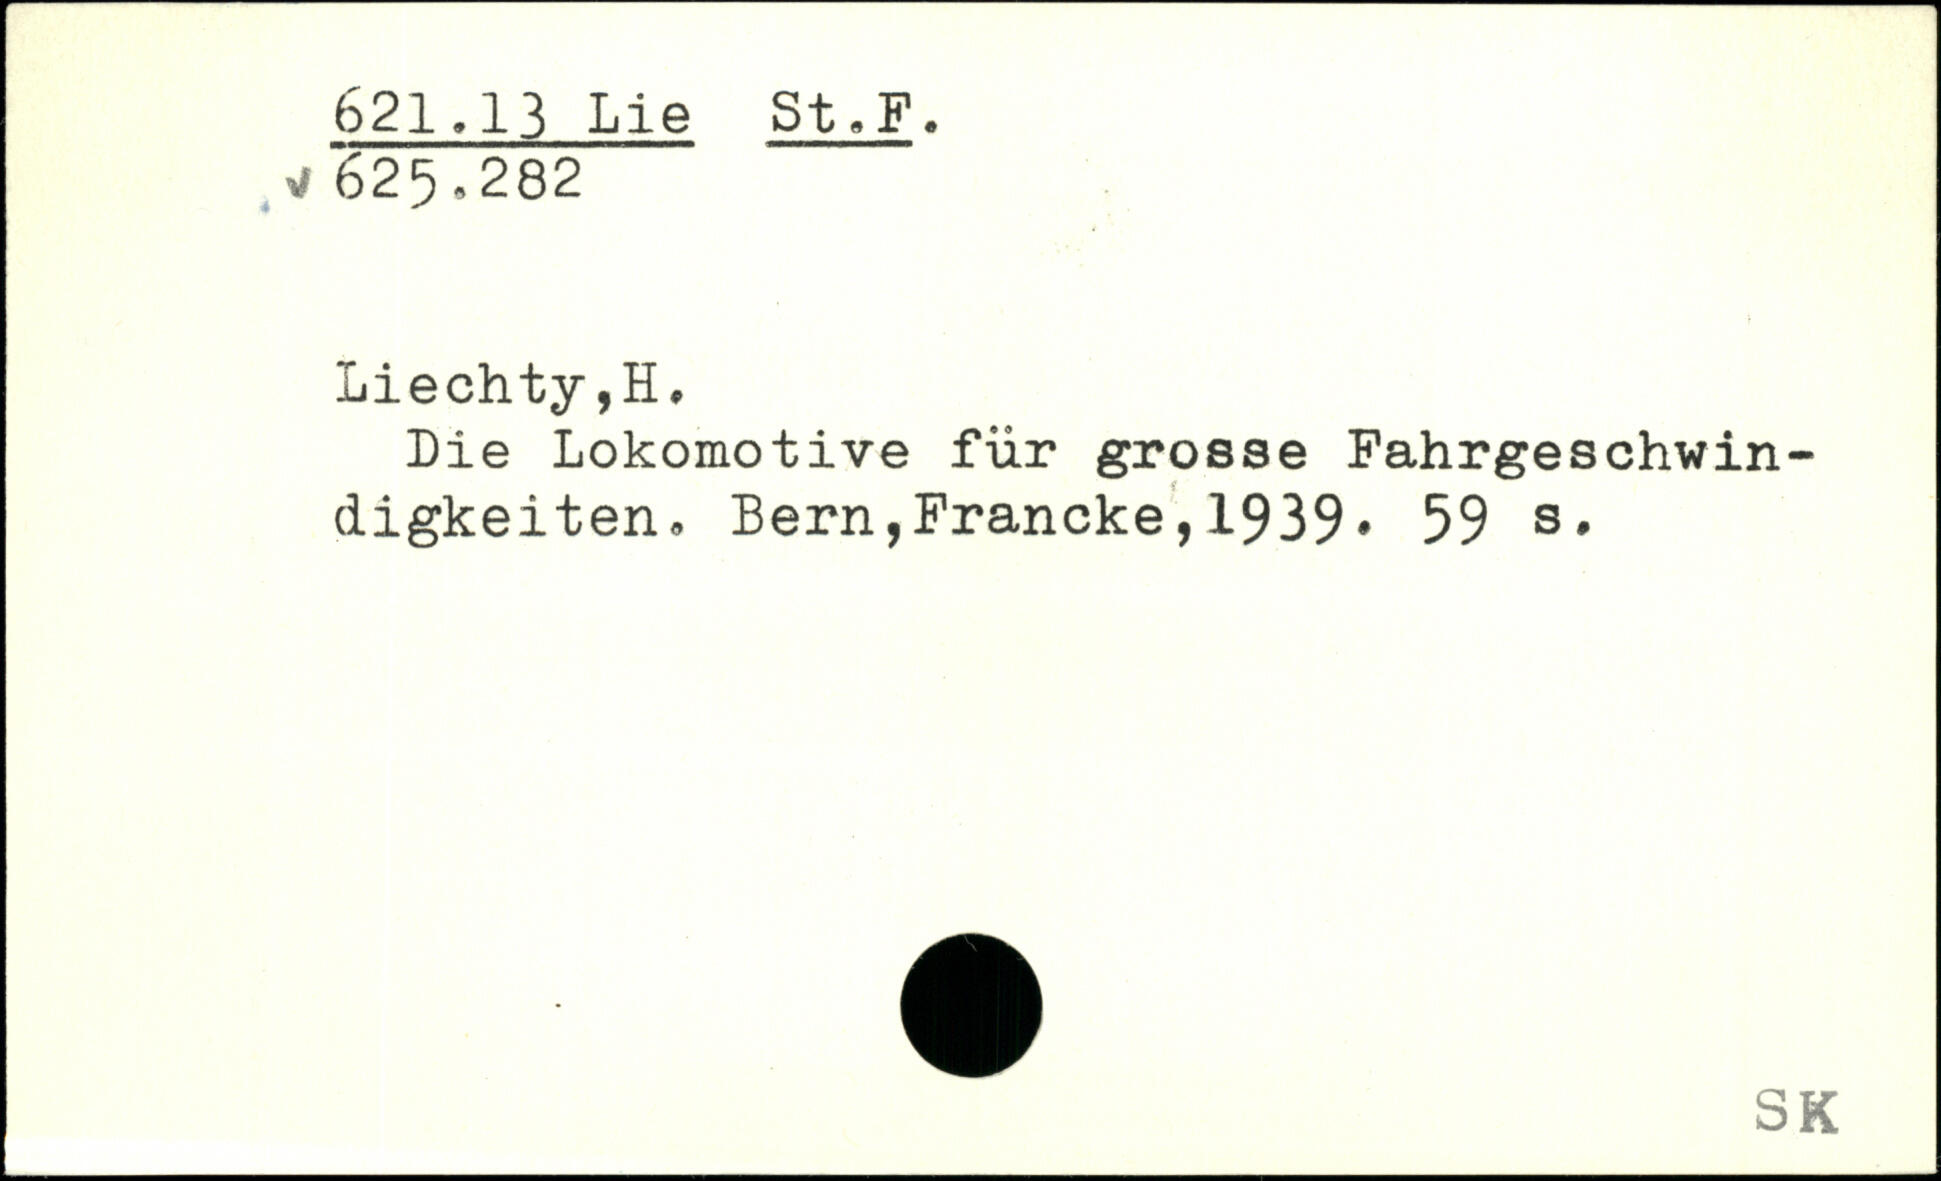 621.13 Lie St.F.
✓ 625.282
Liechty,H.
Die Lokomotive für grosse Fahrgeschwin-
digkeiten. Bern,Francke,1939. 59 s.
SK